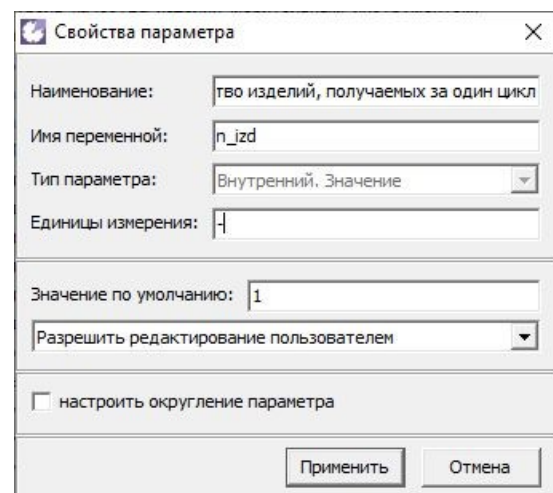 Свойства параметра
Наименование: тво изделий, получаемых за один цикл
Имя переменной: n_izd
Тип параметра: Внутренний. Значение
Единицы измерения: -
Значение по умолчанию: 1
Разрешить редактирование пользователем
настроить округление параметра
Применить Отмена